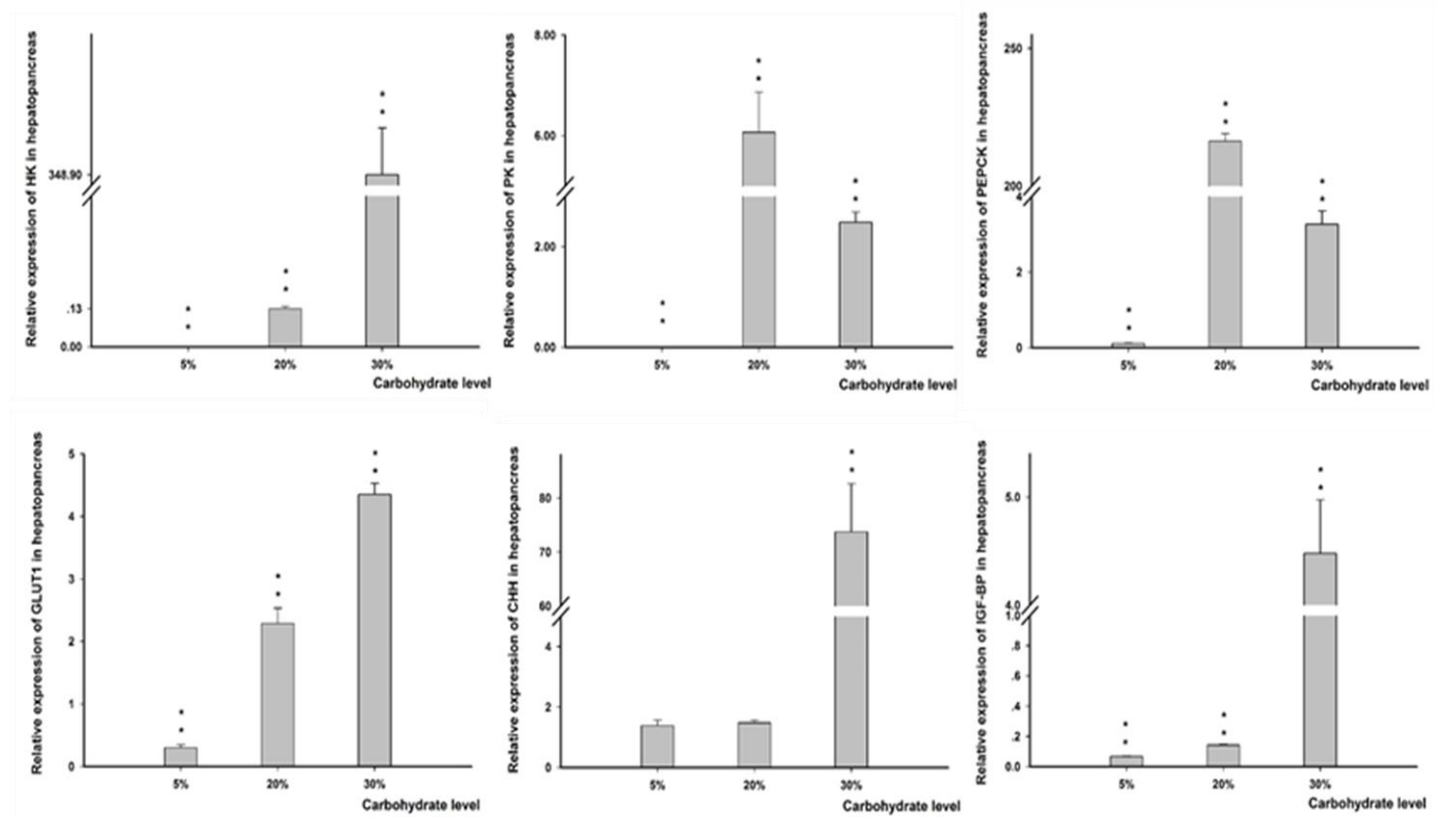 Relative expression of HK in hepatopancreas
348.90
.13
0.00
5% 20% 30%
Carbohydrate level
Relative expression of PK in hepatopancreas
8.00
6.00
2.00
0.00
5% 20% 30%
Carbohydrate level
Relative expression of PEPCK in hepatopancreas
250
200
4
2
0
5% 20% 30%
Carbohydrate level
Relative expression of GLUT1 in hepatopancreas
5
4
3
2
1
0
5% 20% 30%
Carbohydrate level
Relative expression of CHH in hepatopancreas
80
70
60
4
2
0
5% 20% 30%
Carbohydrate level
Relative expression of IGF-BP in hepatopancreas
5.0
4.0
1.0
.8
.6
.4
.2
0.0
5% 20% 30%
Carbohydrate level